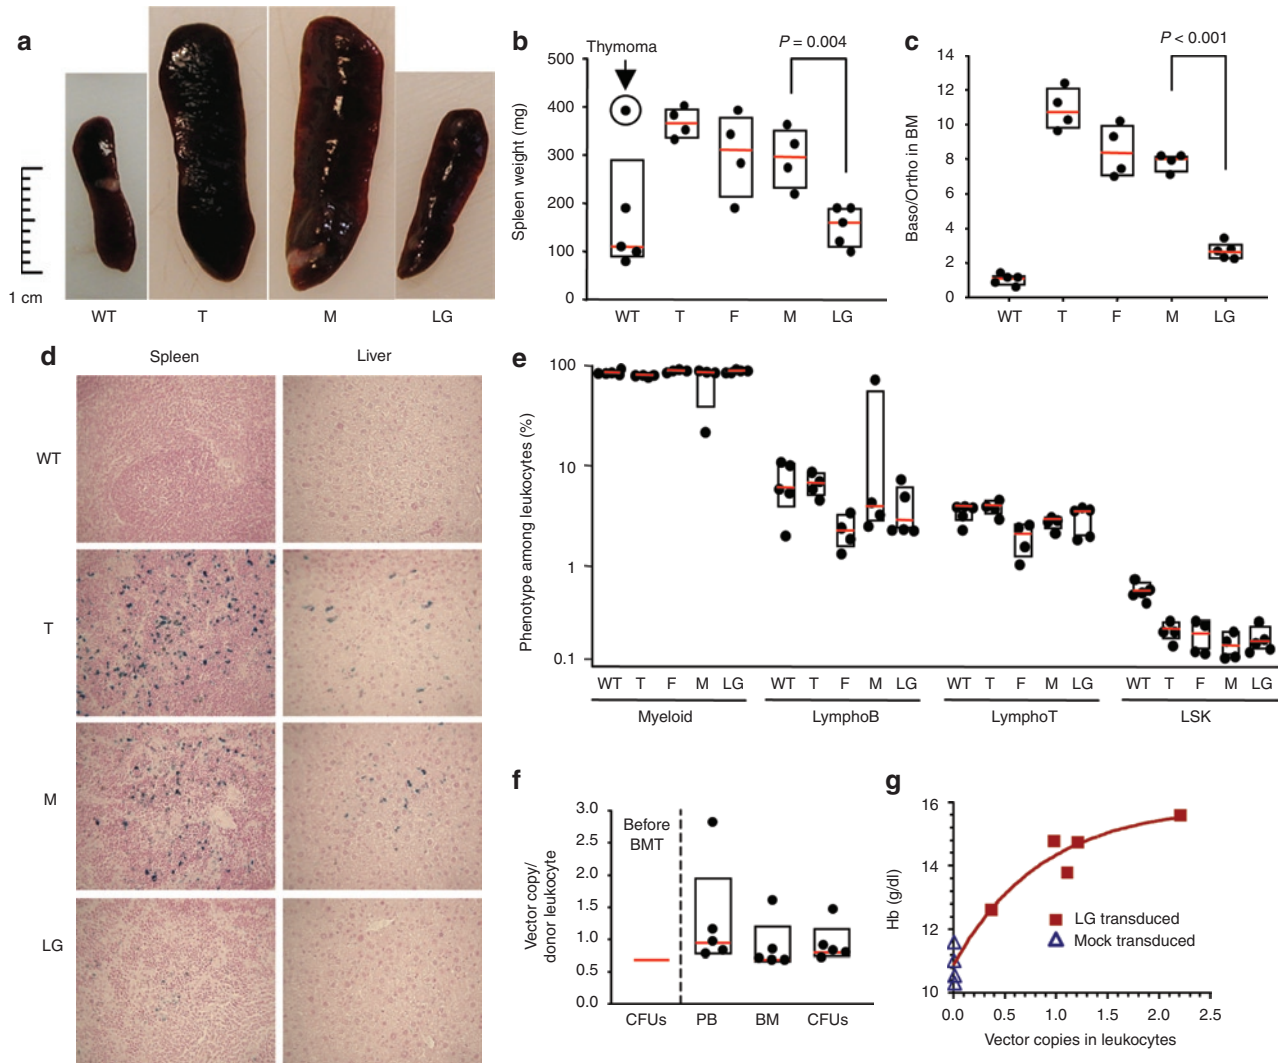 a
1 cm
WT
T
M
LG
b
Thymoma
P = 0.004
Spleen weight (mg)
500
400
300
200
100
0
WT
T
F
M
LG
c
P < 0.001
Baso/Ortho in BM
14
12
10
8
6
4
2
0
WT
T
F
M
LG
d
Spleen
Liver
WT
T
M
LG
e
Phenotype among leukocytes (%)
100
10
1
0.1
WT T F M LG
WT T F M LG
WT T F M LG
WT T F M LG
Myeloid
LymphoB
LymphoT
LSK
f
Vector copy/
donor leukocyte
3.0
2.5
2.0
1.5
1.0
0.5
0.0
Before
BMT
CFUs
PB
BM
CFUs
g
Hb (g/dl)
16
14
12
10
LG transduced
Mock transduced
0.0
0.5
1.0
1.5
2.0
2.5
Vector copies in leukocytes